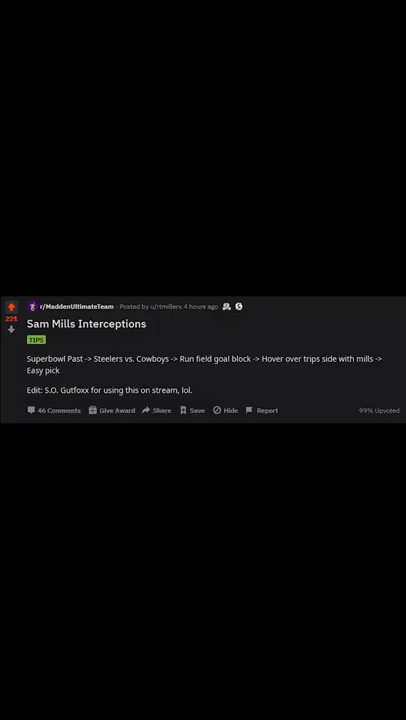 r/MaddenUltimateTeam · Posted by u/rtmillerx 4 hours ago
221
Sam Mills Interceptions
TIPS
Superbowl Past -> Steelers vs. Cowboys -> Run field goal block -> Hover over trips side with mills ->
Easy pick
Edit: S.O. Gutfoxx for using this on stream, lol.
46 Comments Give Award Share Save Hide Report 99% Upvoted